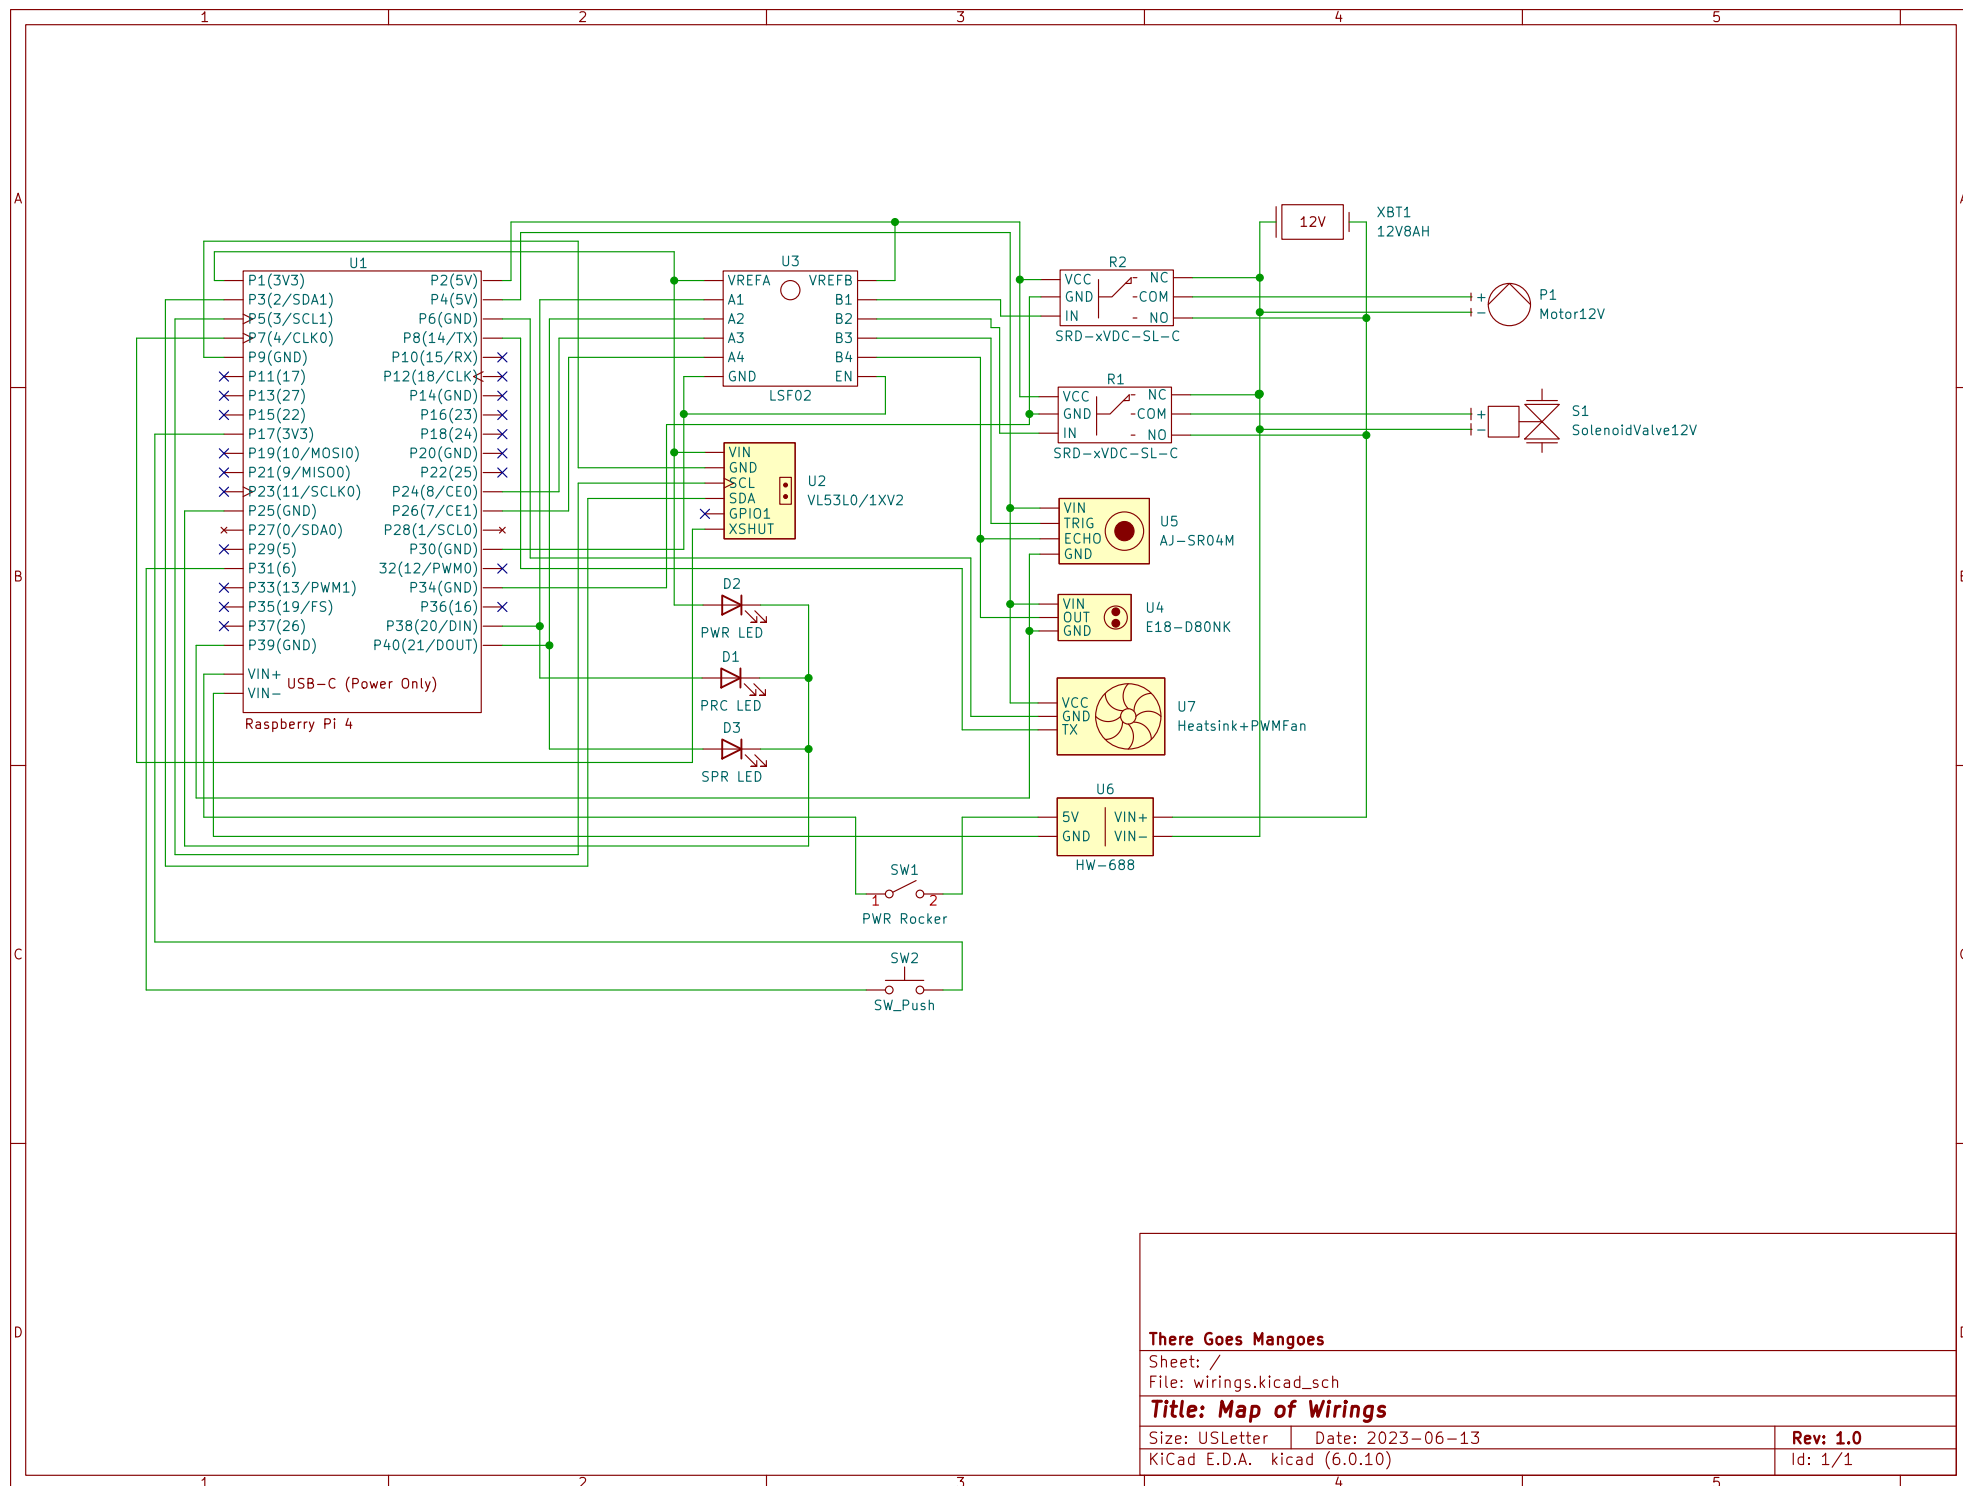 1 2 3 4 5
A
B
C
D
U1
P1(3V3) P2(5V)
P3(2/SDA1) P4(5V)
P5(3/SCL1) P6(GND)
P7(4/CLK0) P8(14/TX)
P9(GND) P10(15/RX)
P11(17) P12(18/CLK)
P13(27) P14(GND)
P15(22) P16(23)
P17(3V3) P18(24)
P19(10/MOSI0) P20(GND)
P21(9/MISO0) P22(25)
P23(11/SCLK0) P24(8/CE0)
P25(GND) P26(7/CE1)
P27(0/SDA0) P28(1/SCL0)
P29(5) P30(GND)
P31(6) 32(12/PWM0)
P33(13/PWM1) P34(GND)
P35(19/FS) P36(16)
P37(26) P38(20/DIN)
P39(GND) P40(21/DOUT)
VIN+
USB-C (Power Only)
VIN-
Raspberry Pi 4
U3
VREFA VREFB
A1 B1
A2 B2
A3 B3
A4 B4
GND EN
LSF02
VIN
GND
SCL
SDA
GPIO1
XSHUT
U2
VL53L0/1XV2
D2
PWR LED
D1
PRC LED
D3
SPR LED
R2
VCC NC
GND -COM
IN - NO
SRD-xVDC-SL-C
R1
VCC NC
GND -COM
IN - NO
SRD-xVDC-SL-C
12V
XBT1
12V8AH
+
-
P1
Motor12V
+
-
S1
SolenoidValve12V
VIN
TRIG
ECHO
GND
U5
AJ-SR04M
VIN
OUT
GND
U4
E18-D80NK
VCC
GND
TX
U7
Heatsink+PWMFan
U6
5V VIN+
GND VIN-
HW-688
SW1
1 2
PWR Rocker
SW2
SW_Push
There Goes Mangoes
Sheet: /
File: wirings.kicad_sch
Title: Map of Wirings
Size: USLetter Date: 2023-06-13 Rev: 1.0
KiCad E.D.A. kicad (6.0.10) Id: 1/1
1 2 3 4 5